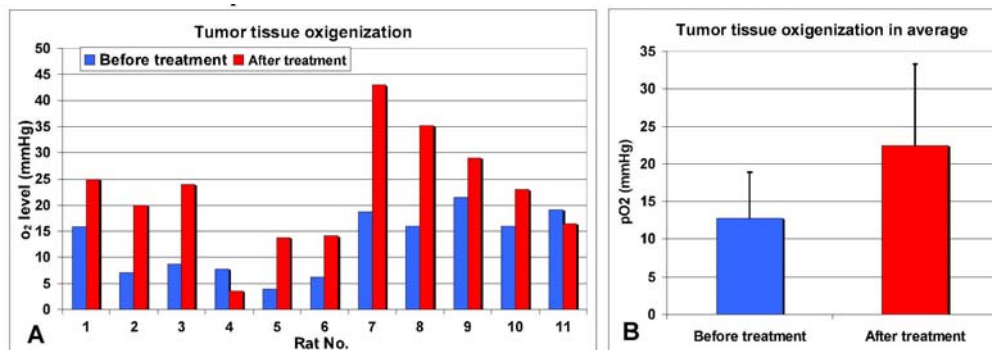 Tumor tissue oxigenization
Before treatment After treatment
50
45
40
35
30
25
20
15
10
5
0
o2 level (mmHg)
1 2 3 4 5 6 7 8 9 10 11
Rat No.
A
Tumor tissue oxigenization in average
35
30
25
20
15
10
5
0
pO2 (mmHg)
Before treatment After treatment
B